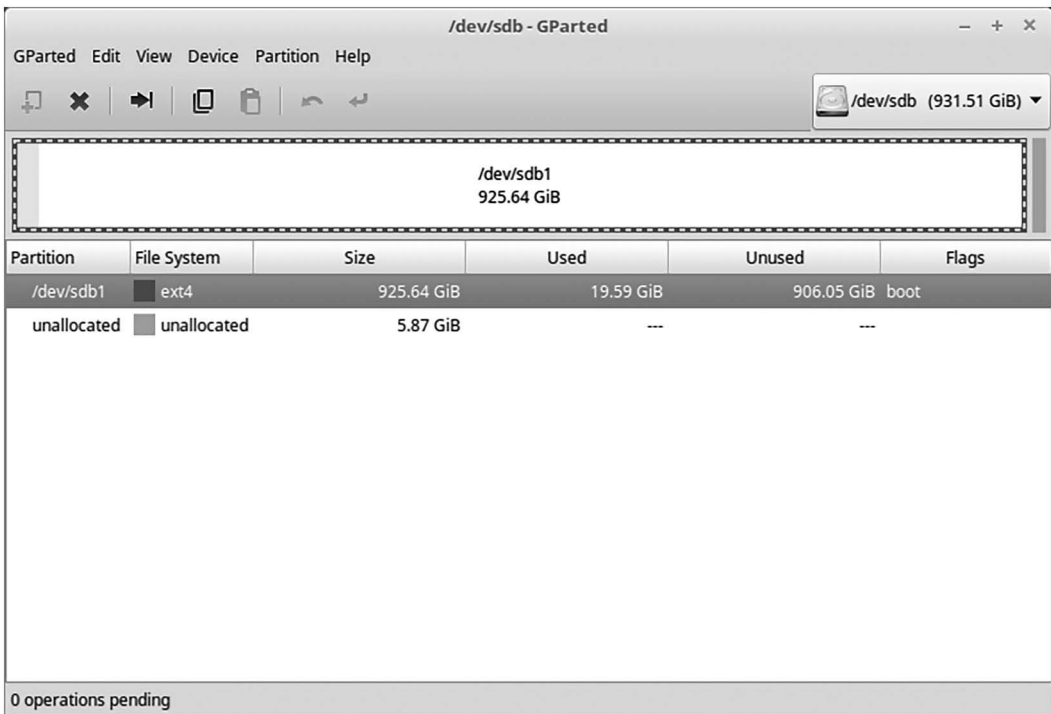 /dev/sdb - GParted
GParted Edit View Device Partition Help
/dev/sdb (931.51 GiB)
/dev/sdb1
925.64 GiB
Partition File System Size Used Unused Flags
/dev/sdb1 ext4 925.64 GiB 19.59 GiB 906.05 GiB boot
unallocated unallocated 5.87 GiB --- ---
0 operations pending